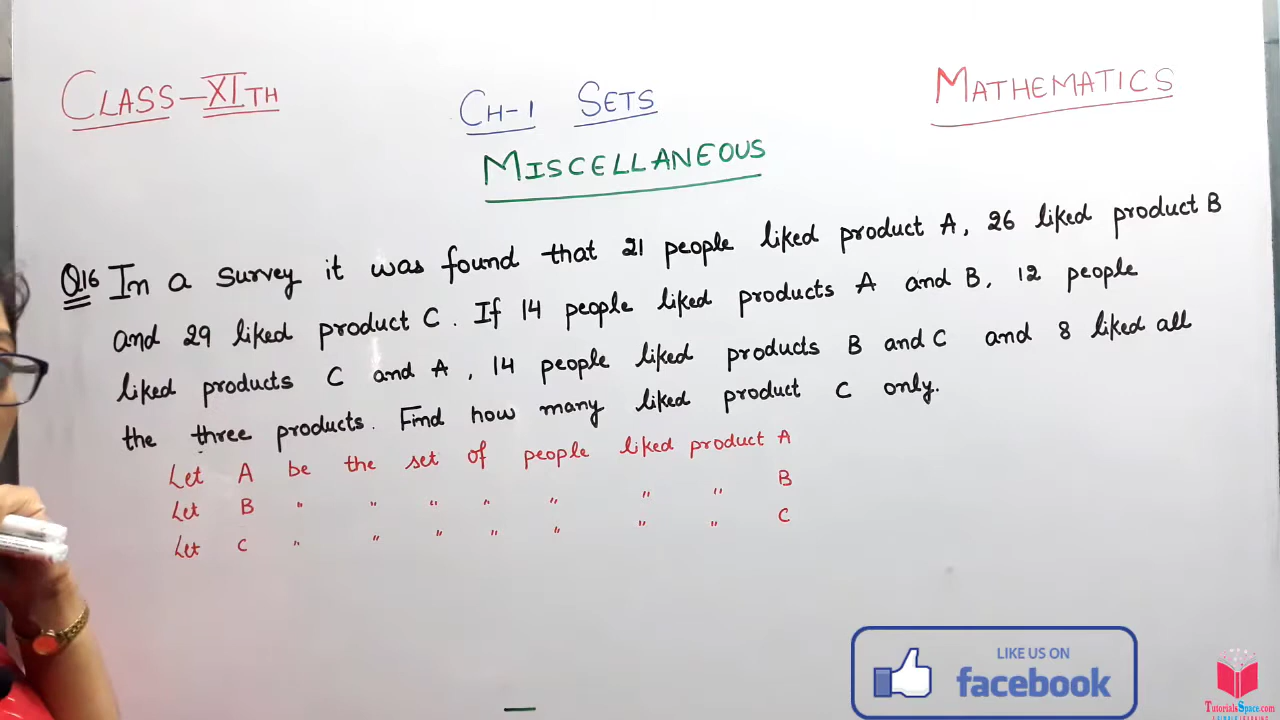 CLASS-XITH
CH-1 SETS
MATHEMATICS
MISCELLANEOUS
Q16 In a survey it was found that 21 people liked product A, 26 liked product B
and 29 liked product C. If 14 people liked products A and B, 12 people
liked products C and A, 14 people liked products B and C and 8 liked all
the three products. Find how many liked product C only.
Let A be the set of people liked product A
Let B " " " " " " " B
Let C " " " " " " " C
LIKE US ON
facebook
TutorialsSpace.com